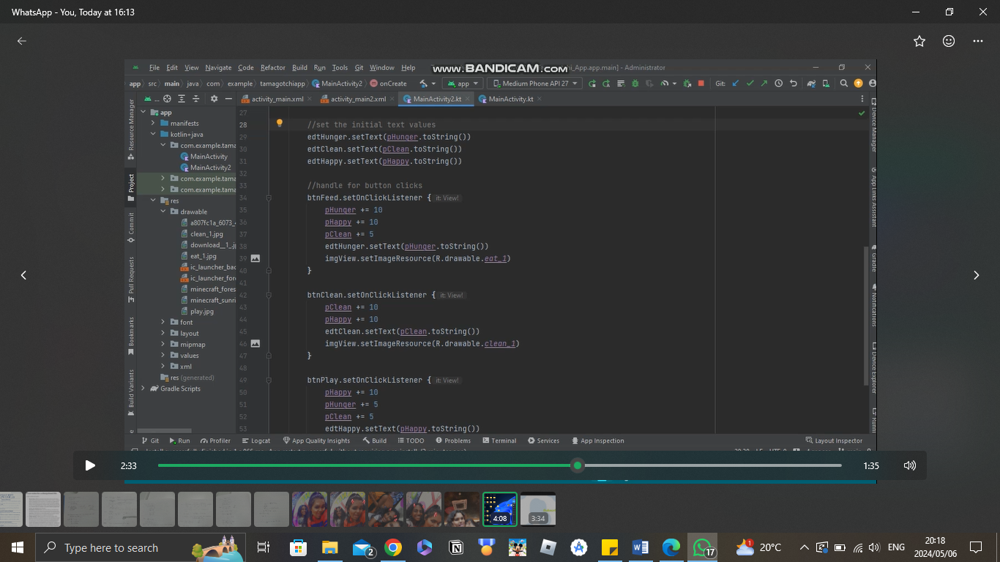 WhatsApp - You, Today at 16:13
www.BANDICAM.com
File Edit View Navigate Code Refactor Build Run Tools Git Window Help
_App.app.main] - Administrator
app src main java com example tamagotchiapp MainActivity2 onCreate
app Medium Phone API 27 Git:
activity_main.xml activity_main2.xml MainActivity2.kt MainActivity.kt
Resource Manager
Project
Commit
Pull Requests
Bookmarks
Build Variants
app
manifests
kotlin+java
com.example.tama
MainActivity
MainActivity2
com.example.tama
com.example.tama
res
drawable
a807fc1a_6073_
clean_1.jpg
download__1_.j
eat_1.jpg
ic_launcher_bac
ic_launcher_for
minecraft_fores
minecraft_sunri
play.jpg
font
layout
mipmap
values
xml
res (generated)
Gradle Scripts
27
28 //set the initial text values
29 edtHunger.setText(pHunger.toString())
30 edtClean.setText(pClean.toString())
31 edtHappy.setText(pHappy.toString())
32
33 //handle for button clicks
34 btnFeed.setOnClickListener { it: View!
35 pHunger += 10
36 pHappy += 10
37 pClean += 5
38 edtHunger.setText(pHunger.toString())
39 imgView.setImageResource(R.drawable.eat_1)
40 }
41
42 btnClean.setOnClickListener { it: View!
43 pClean += 10
44 pHappy += 10
45 edtClean.setText(pClean.toString())
46 imgView.setImageResource(R.drawable.clean_1)
47 }
48
49 btnPlay.setOnClickListener { it: View!
50 pHappy += 10
51 pHunger += 5
52 pClean += 5
53 edtHappy.setText(pHappy.toString())
Device Manager
App Links Assistant
Gradle
Notifications
Device Explorer
Git Run Profiler Logcat App Quality Insights Build TODO Problems Terminal Services App Inspection Layout Inspector
2:33 1:35
4:08 3:34
Type here to search
2 17 1 20°C ENG
20:18
2024/05/06